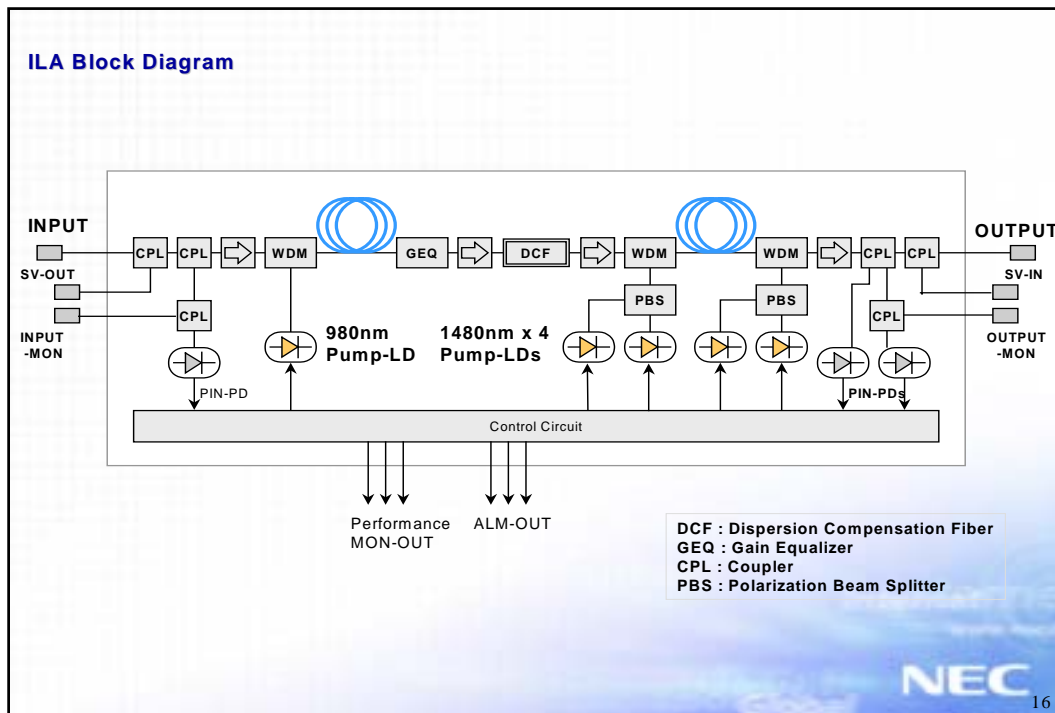 ILA Block Diagram
INPUT
OUTPUT
CPL
CPL
WDM
GEQ
DCF
WDM
WDM
CPL
CPL
SV-OUT
SV-IN
PBS
PBS
INPUT
-MON
CPL
CPL
OUTPUT
-MON
980nm
Pump-LD
1480nm x 4
Pump-LDs
PIN-PD
PIN-PDs
Control Circuit
Performance
MON-OUT
ALM-OUT
DCF : Dispersion Compensation Fiber
GEQ : Gain Equalizer
CPL : Coupler
PBS : Polarization Beam Splitter
NEC
16